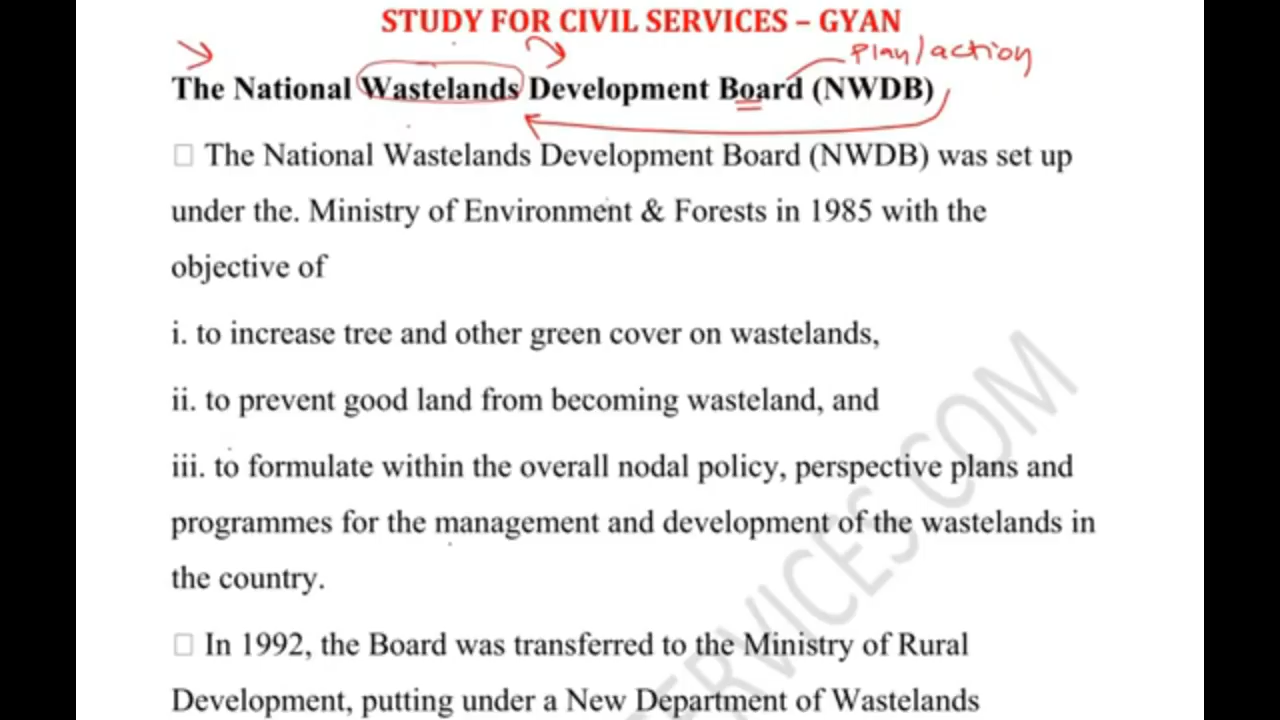 STUDY FOR CIVIL SERVICES – GYAN
Plan/action
The National Wastelands Development Board (NWDB)
The National Wastelands Development Board (NWDB) was set up
under the. Ministry of Environment & Forests in 1985 with the
objective of
i. to increase tree and other green cover on wastelands,
ii. to prevent good land from becoming wasteland, and
iii. to formulate within the overall nodal policy, perspective plans and
programmes for the management and development of the wastelands in
the country.
In 1992, the Board was transferred to the Ministry of Rural
Development, putting under a New Department of Wastelands
ERVICES.COM